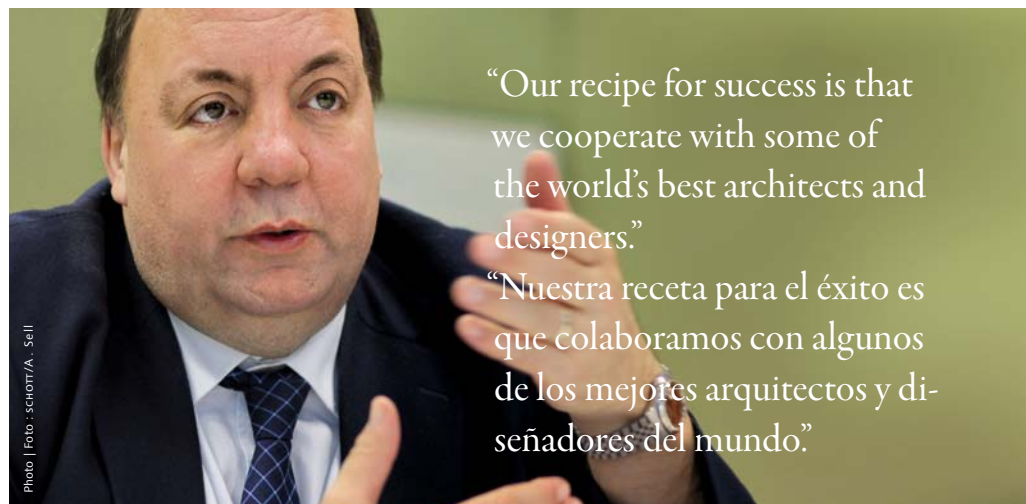 “Our recipe for success is that
we cooperate with some of
the world’s best architects and
designers.”
“Nuestra receta para el éxito es
que colaboramos con algunos
de los mejores arquitectos y di-
señadores del mundo.”
Photo | Foto : SCHOTT/A . Sell